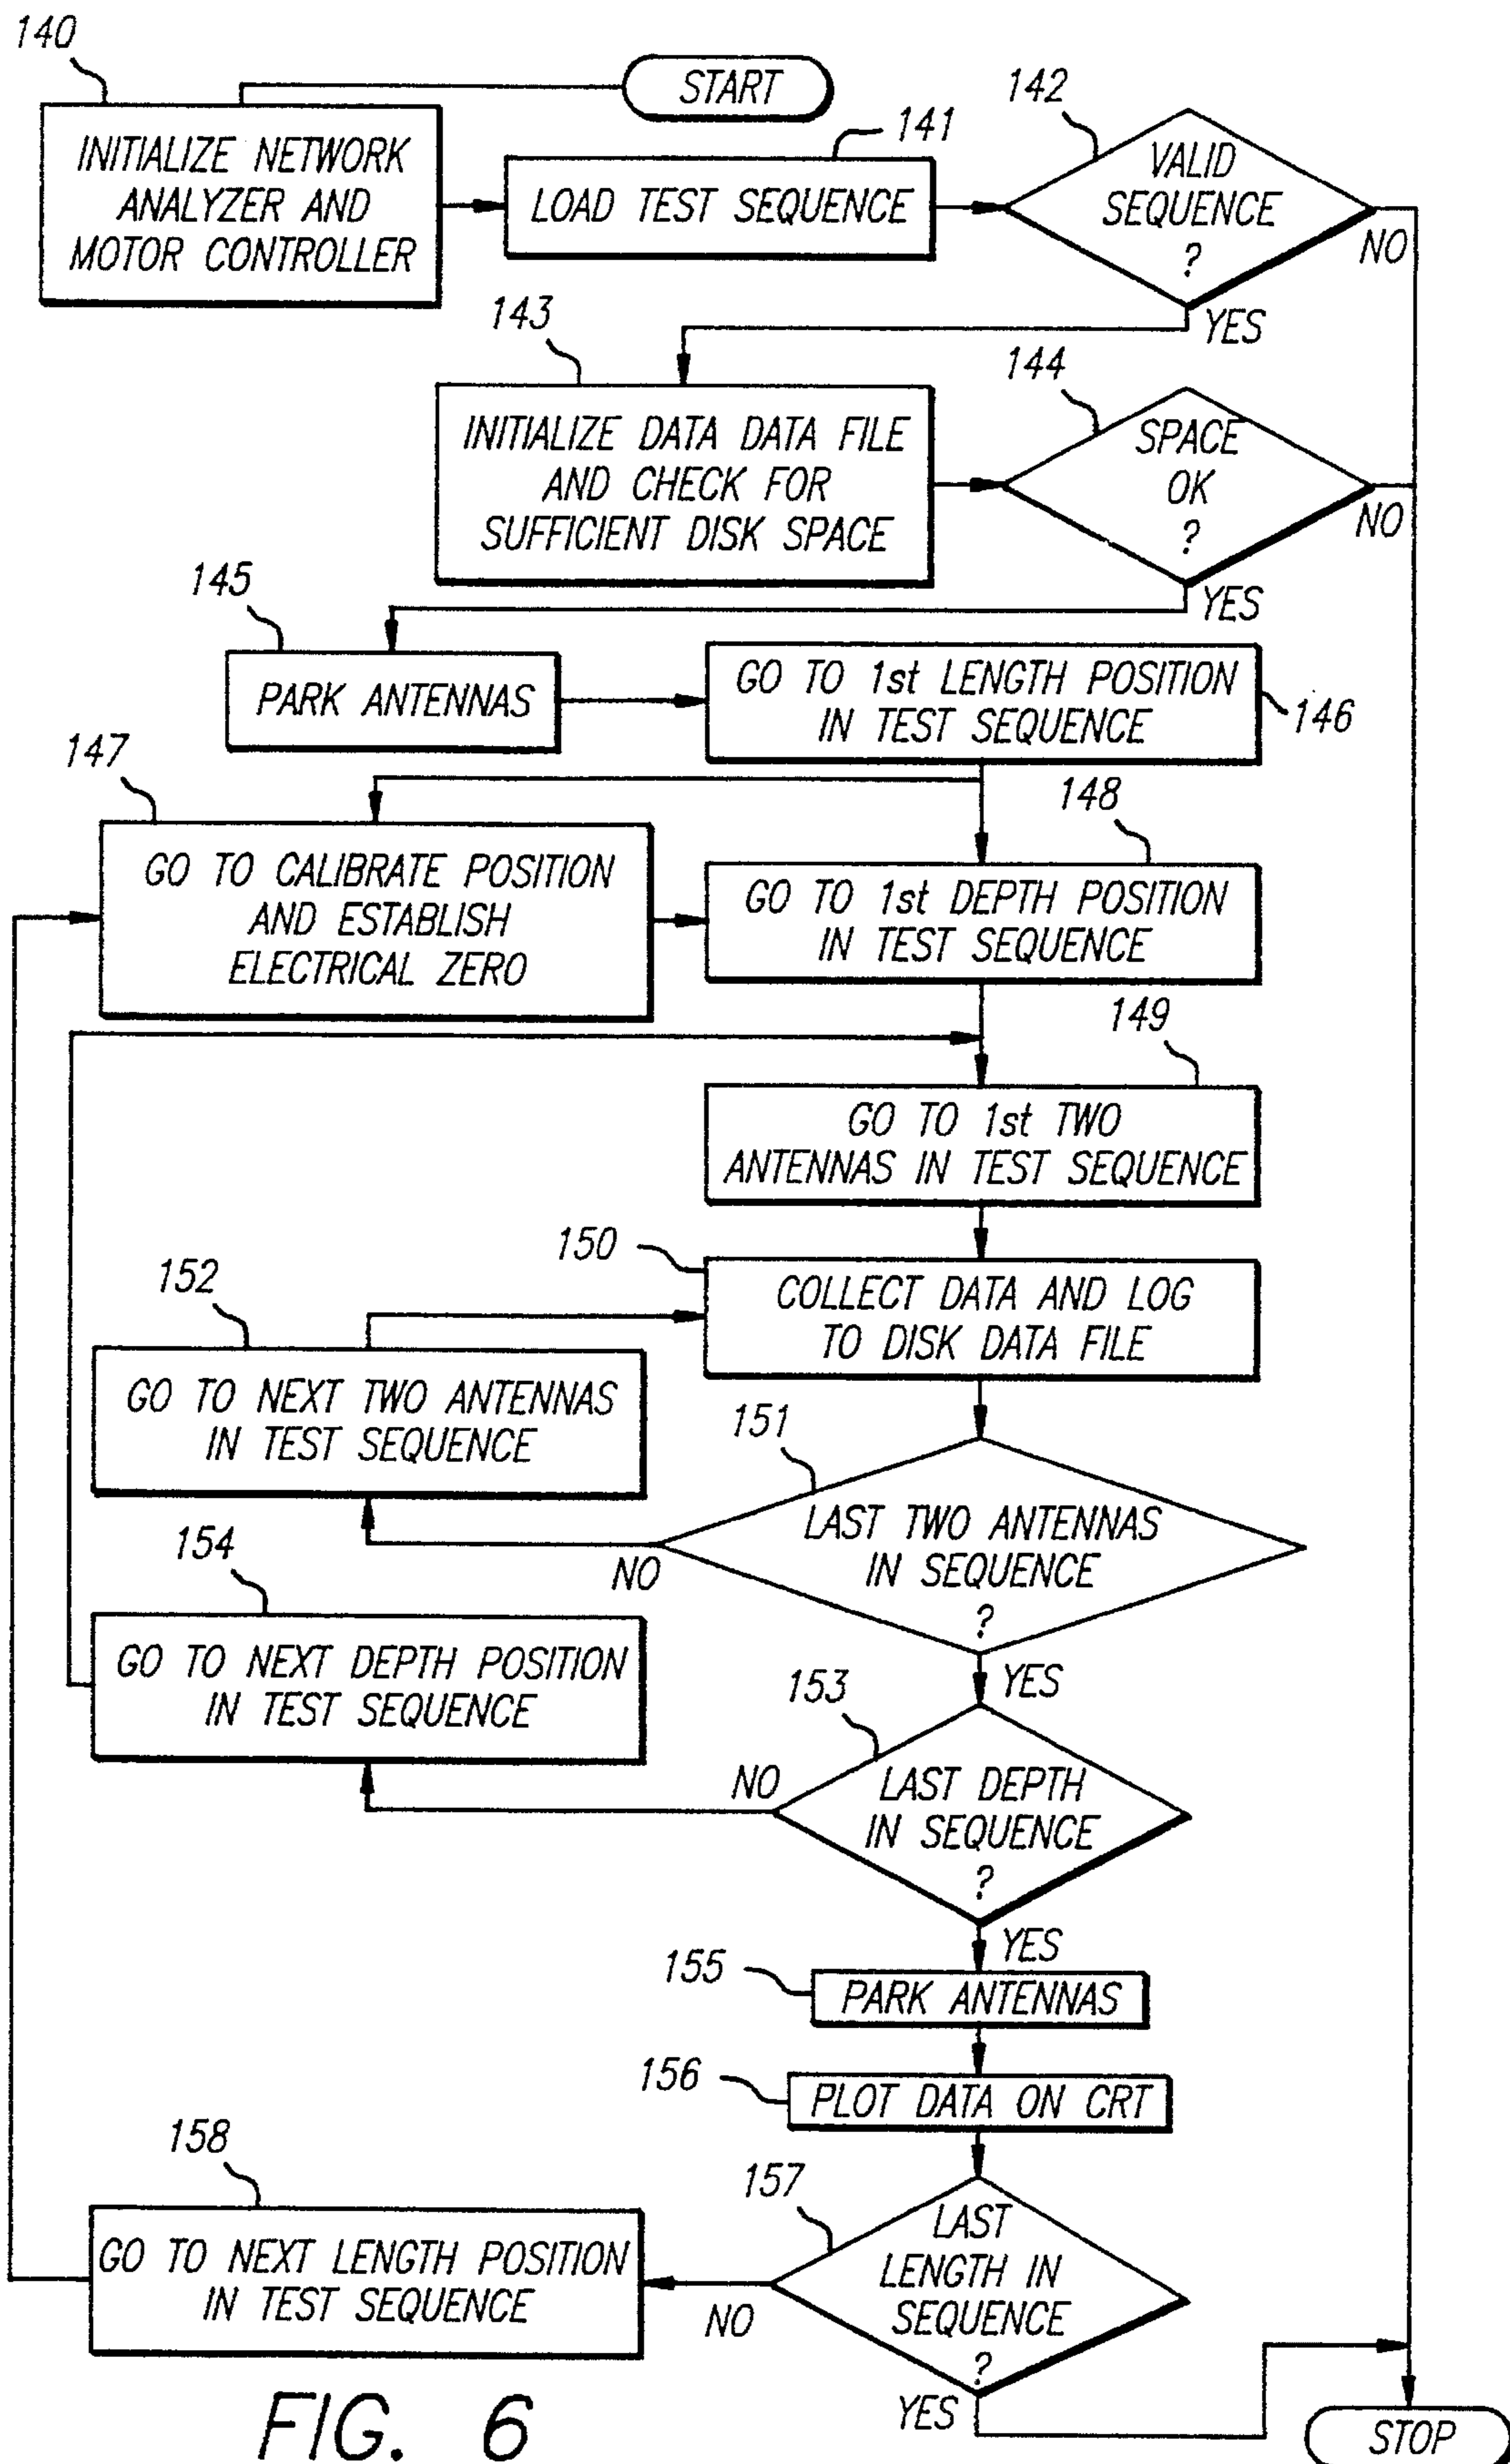 140
START
INITIALIZE NETWORK
ANALYZER AND
MOTOR CONTROLLER
141
LOAD TEST SEQUENCE
142
VALID
SEQUENCE
?
NO
YES
143
INITIALIZE DATA DATA FILE
AND CHECK FOR
SUFFICIENT DISK SPACE
144
SPACE
OK
?
NO
YES
145
PARK ANTENNAS
GO TO 1st LENGTH POSITION
IN TEST SEQUENCE
146
147
GO TO CALIBRATE POSITION
AND ESTABLISH
ELECTRICAL ZERO
148
GO TO 1st DEPTH POSITION
IN TEST SEQUENCE
149
GO TO 1st TWO
ANTENNAS IN TEST SEQUENCE
150
COLLECT DATA AND LOG
TO DISK DATA FILE
152
GO TO NEXT TWO ANTENNAS
IN TEST SEQUENCE
151
LAST TWO ANTENNAS
IN SEQUENCE
?
NO
YES
154
GO TO NEXT DEPTH POSITION
IN TEST SEQUENCE
153
LAST DEPTH
IN SEQUENCE
?
NO
YES
155
PARK ANTENNAS
156
PLOT DATA ON CRT
157
LAST
LENGTH IN
SEQUENCE
?
NO
YES
158
GO TO NEXT LENGTH POSITION
IN TEST SEQUENCE
STOP
FIG. 6